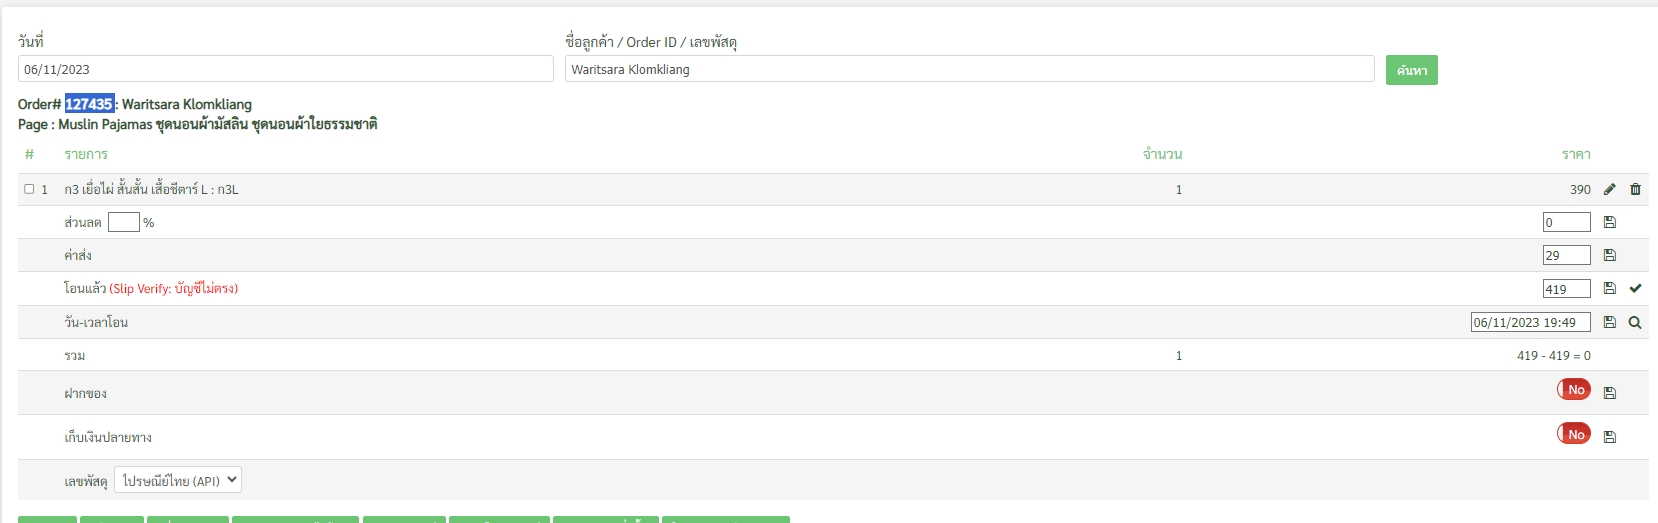 วันที่ ชื่อลูกค้า / Order ID / เลขพัสดุ
06/11/2023 Waritsara Klomkliang ค้นหา
Order# 127435 : Waritsara Klomkliang
Page : Muslin Pajamas ชุดนอนผ้ามัสลิน ชุดนอนผ้าใยธรรมชาติ
# รายการ จำนวน ราคา
1 ก3 เยื่อไผ่ สั้นสั้น เสื้อซีตาร์ L : ก3L 1 390
ส่วนลด % 0
ค่าส่ง 29
โอนแล้ว (Slip Verify: บัญชีไม่ตรง) 419
วัน-เวลาโอน 06/11/2023 19:49
รวม 1 419 - 419 = 0
ฝากของ No
เก็บเงินปลายทาง No
เลขพัสดุ ไปรษณีย์ไทย (API)